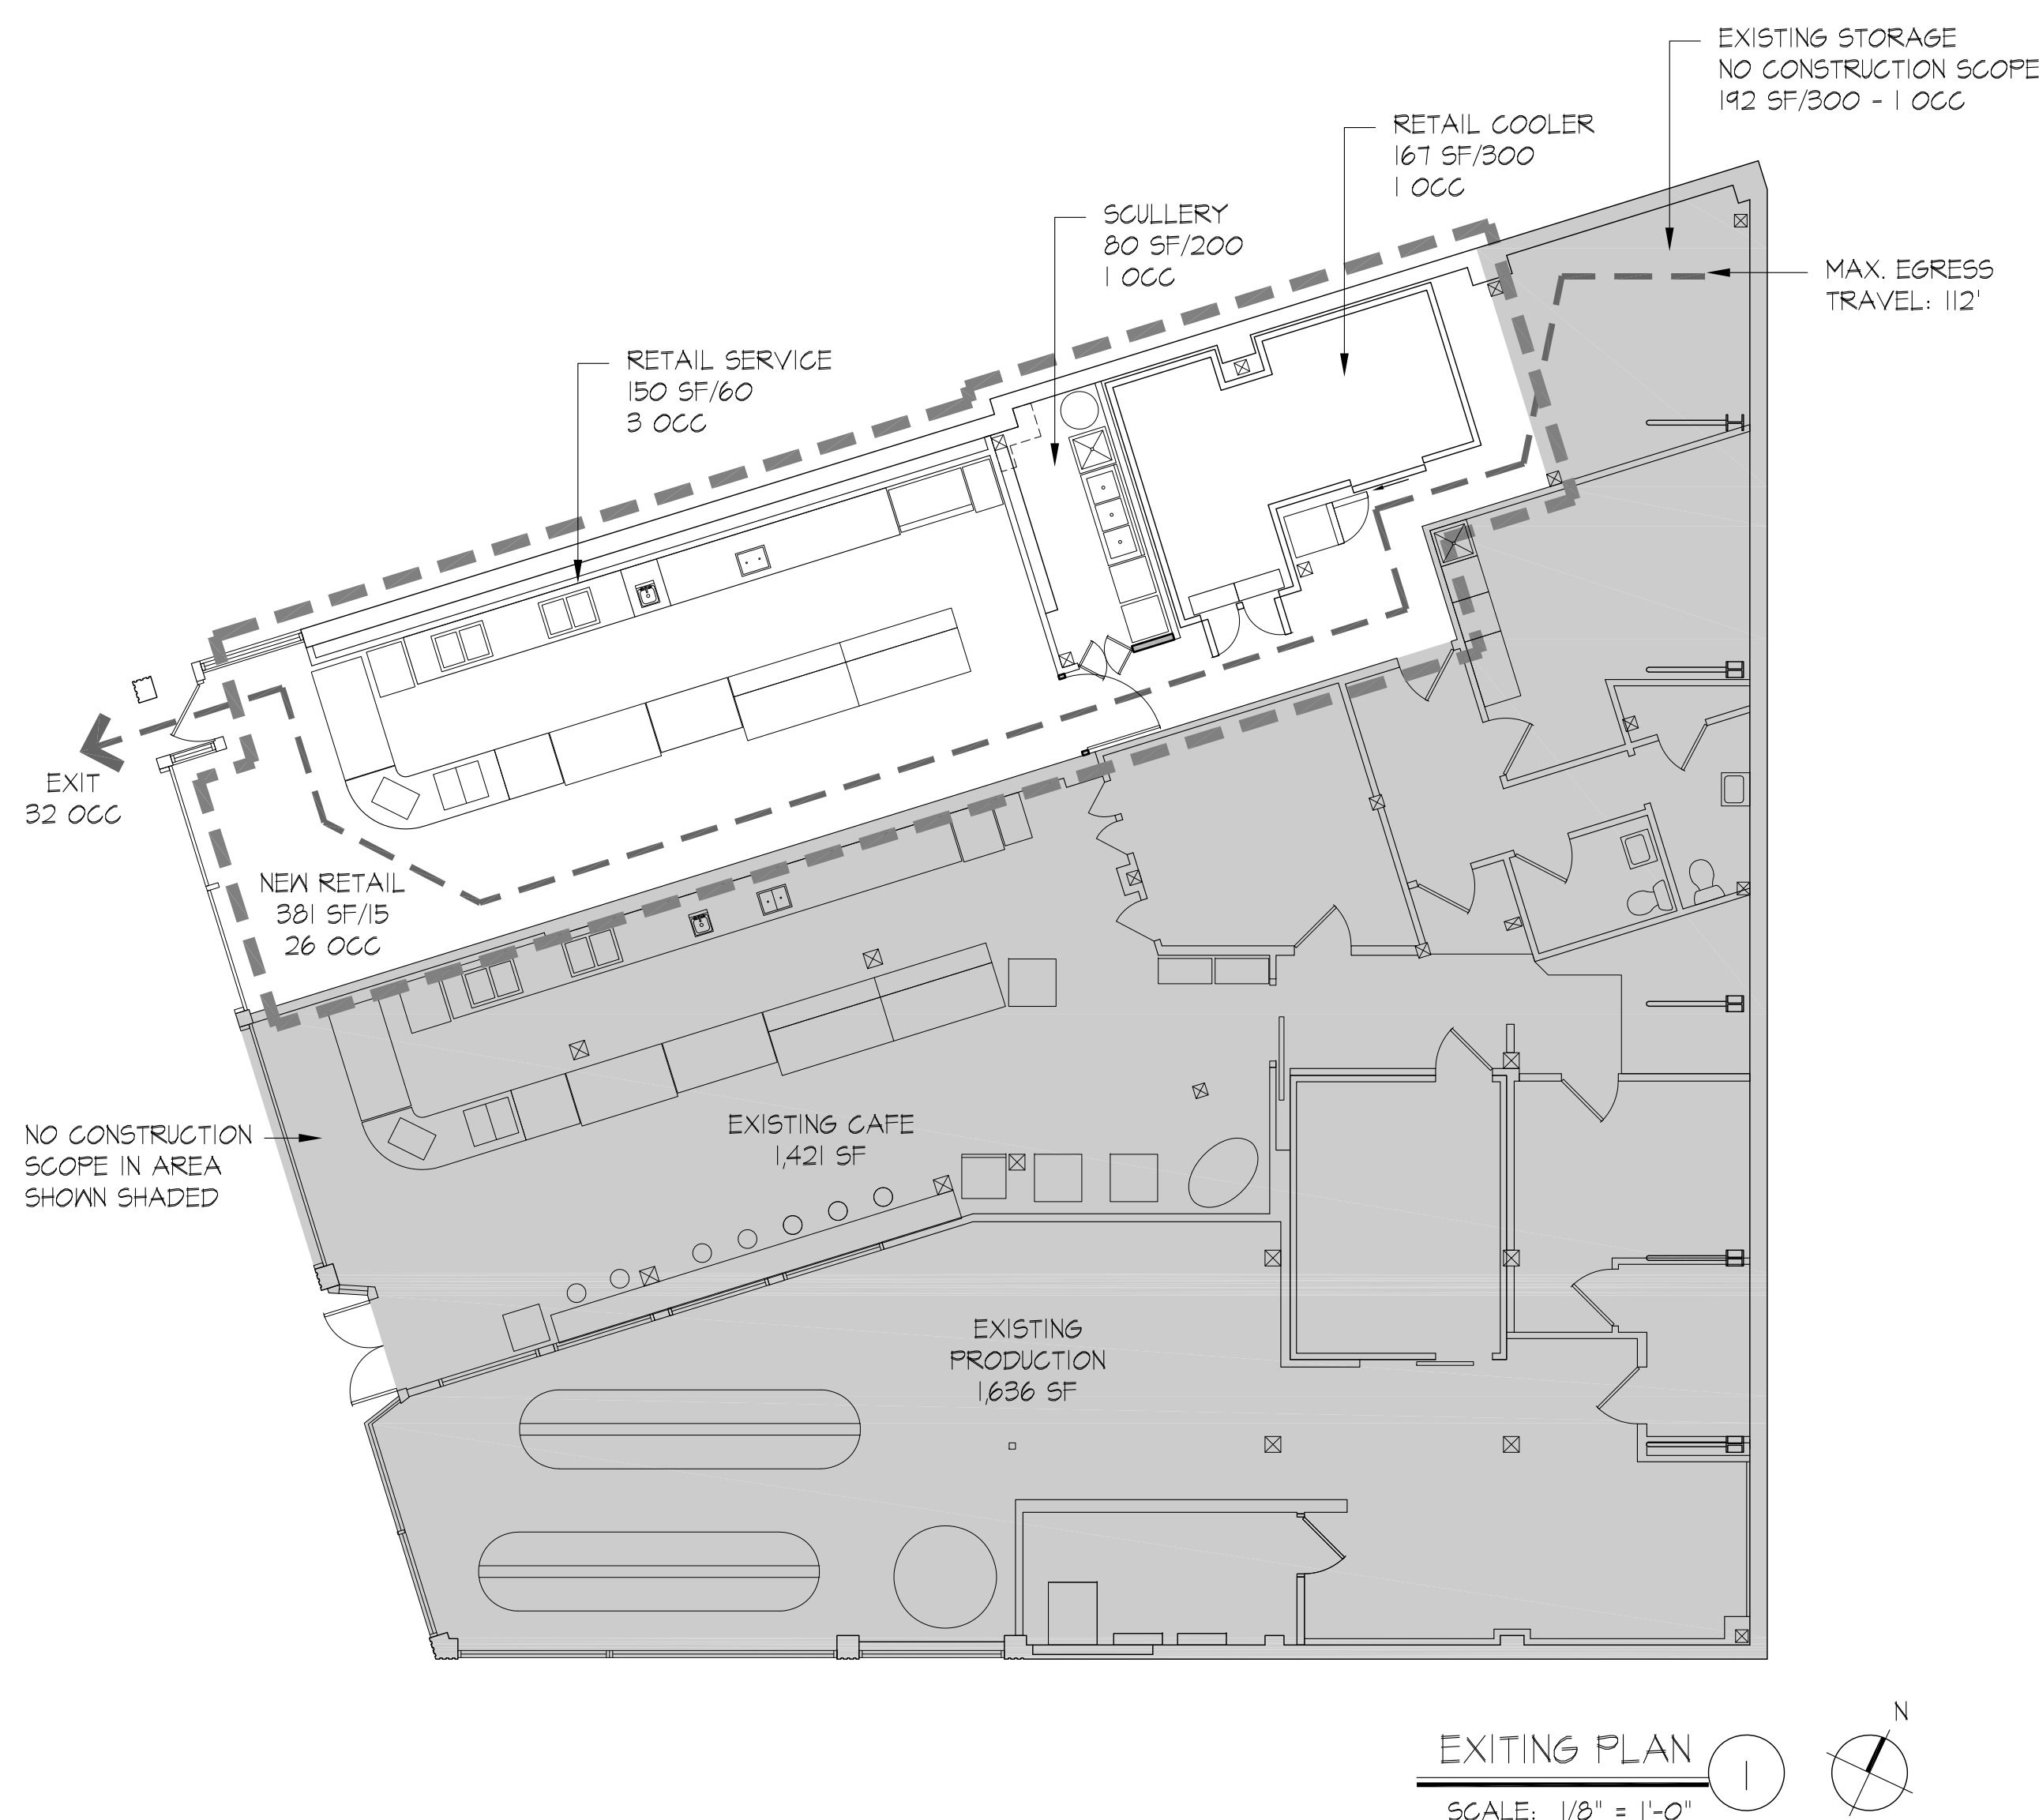 EXISTING STORAGE
NO CONSTRUCTION SCOPE
192 SF/300 - 1 OCC
RETAIL COOLER
167 SF/300
1 OCC
SCULLERY
80 SF/200
1 OCC
MAX. EGRESS
TRAVEL: 112'
RETAIL SERVICE
150 SF/60
3 OCC
EXIT
32 OCC
NEW RETAIL
381 SF/15
26 OCC
NO CONSTRUCTION
SCOPE IN AREA
SHOWN SHADED
EXISTING CAFE
1,421 SF
EXISTING
PRODUCTION
1,636 SF
N
EXITING PLAN
1
SCALE: 1/8" = 1'-0"